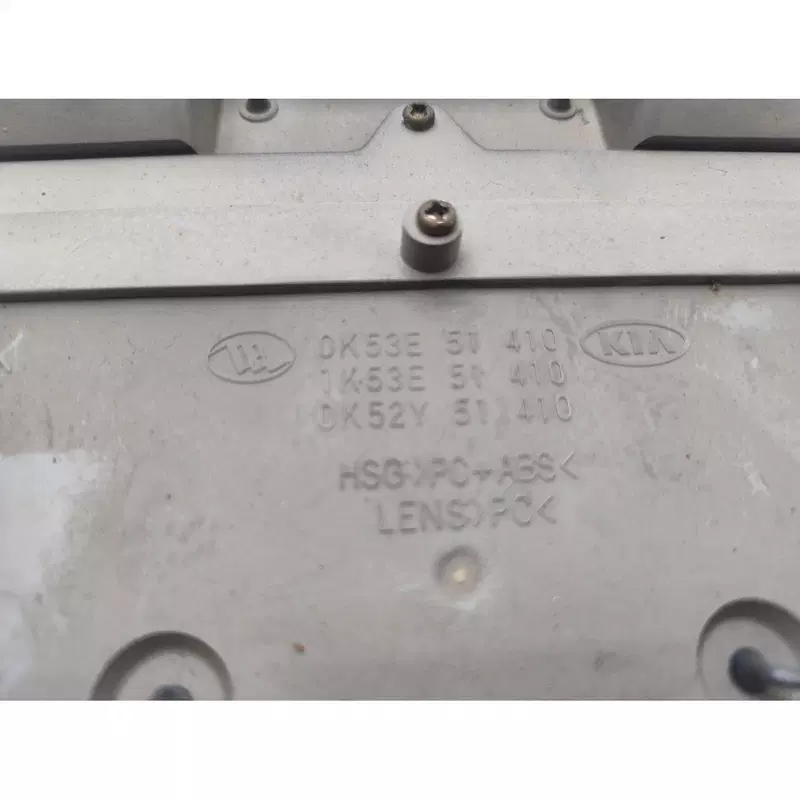 0K53E 51 410 KIA
1K53E 51 410
0K52Y 51 410
HSG>PC+ABS<
LENS>PC<